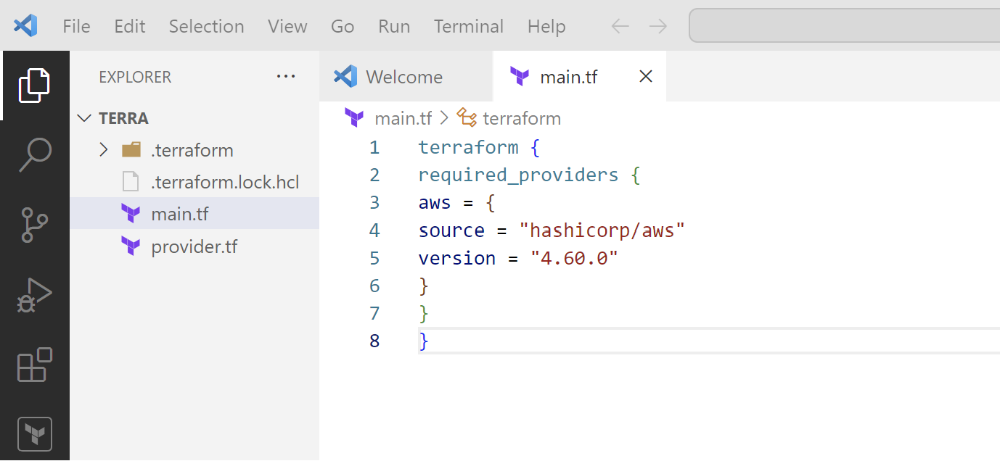 File Edit Selection View Go Run Terminal Help
EXPLORER ···
TERRA
.terraform
.terraform.lock.hcl
main.tf
provider.tf
Welcome main.tf
main.tf > terraform
1 terraform {
2 required_providers {
3 aws = {
4 source = "hashicorp/aws"
5 version = "4.60.0"
6 }
7 }
8 }